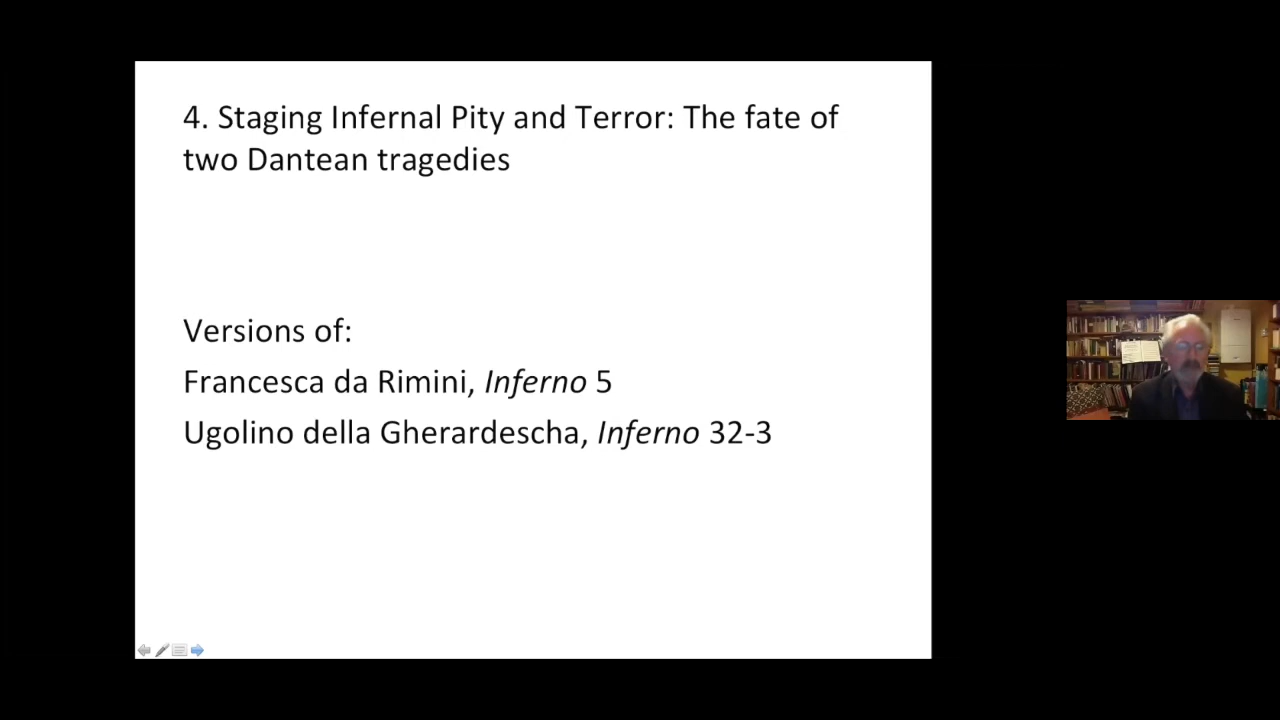 4. Staging Infernal Pity and Terror: The fate of
two Dantean tragedies
Versions of:
Francesca da Rimini, Inferno 5
Ugolino della Gherardescha, Inferno 32-3